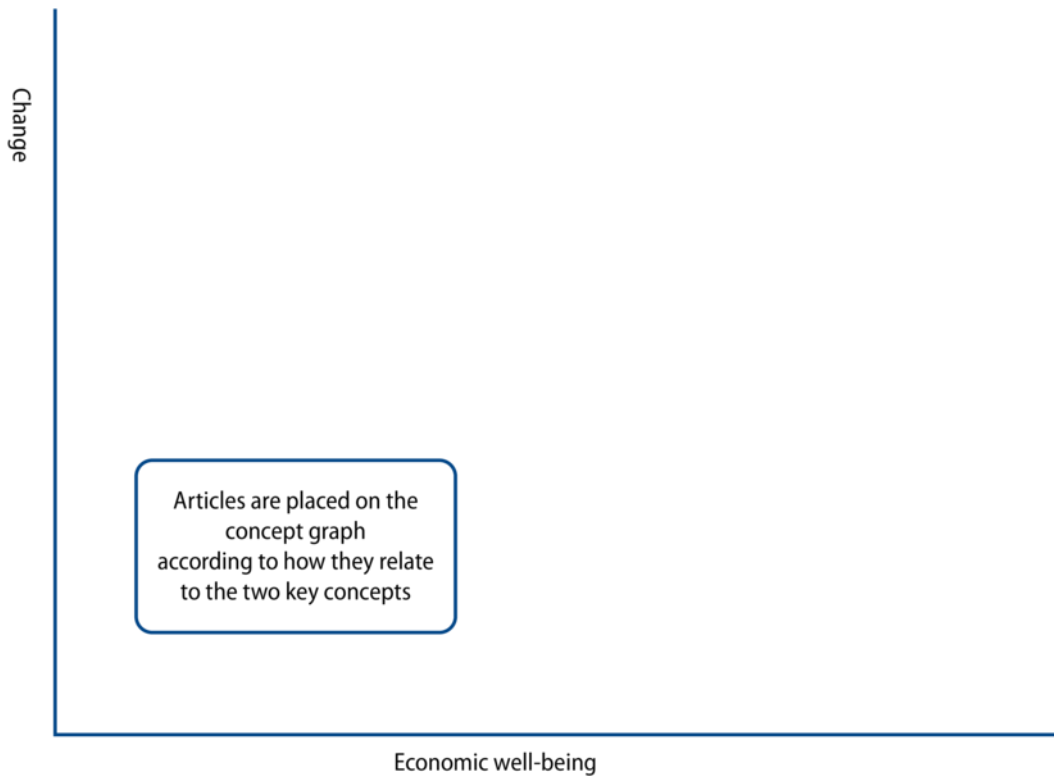 Change
Articles are placed on the
concept graph
according to how they relate
to the two key concepts
Economic well-being